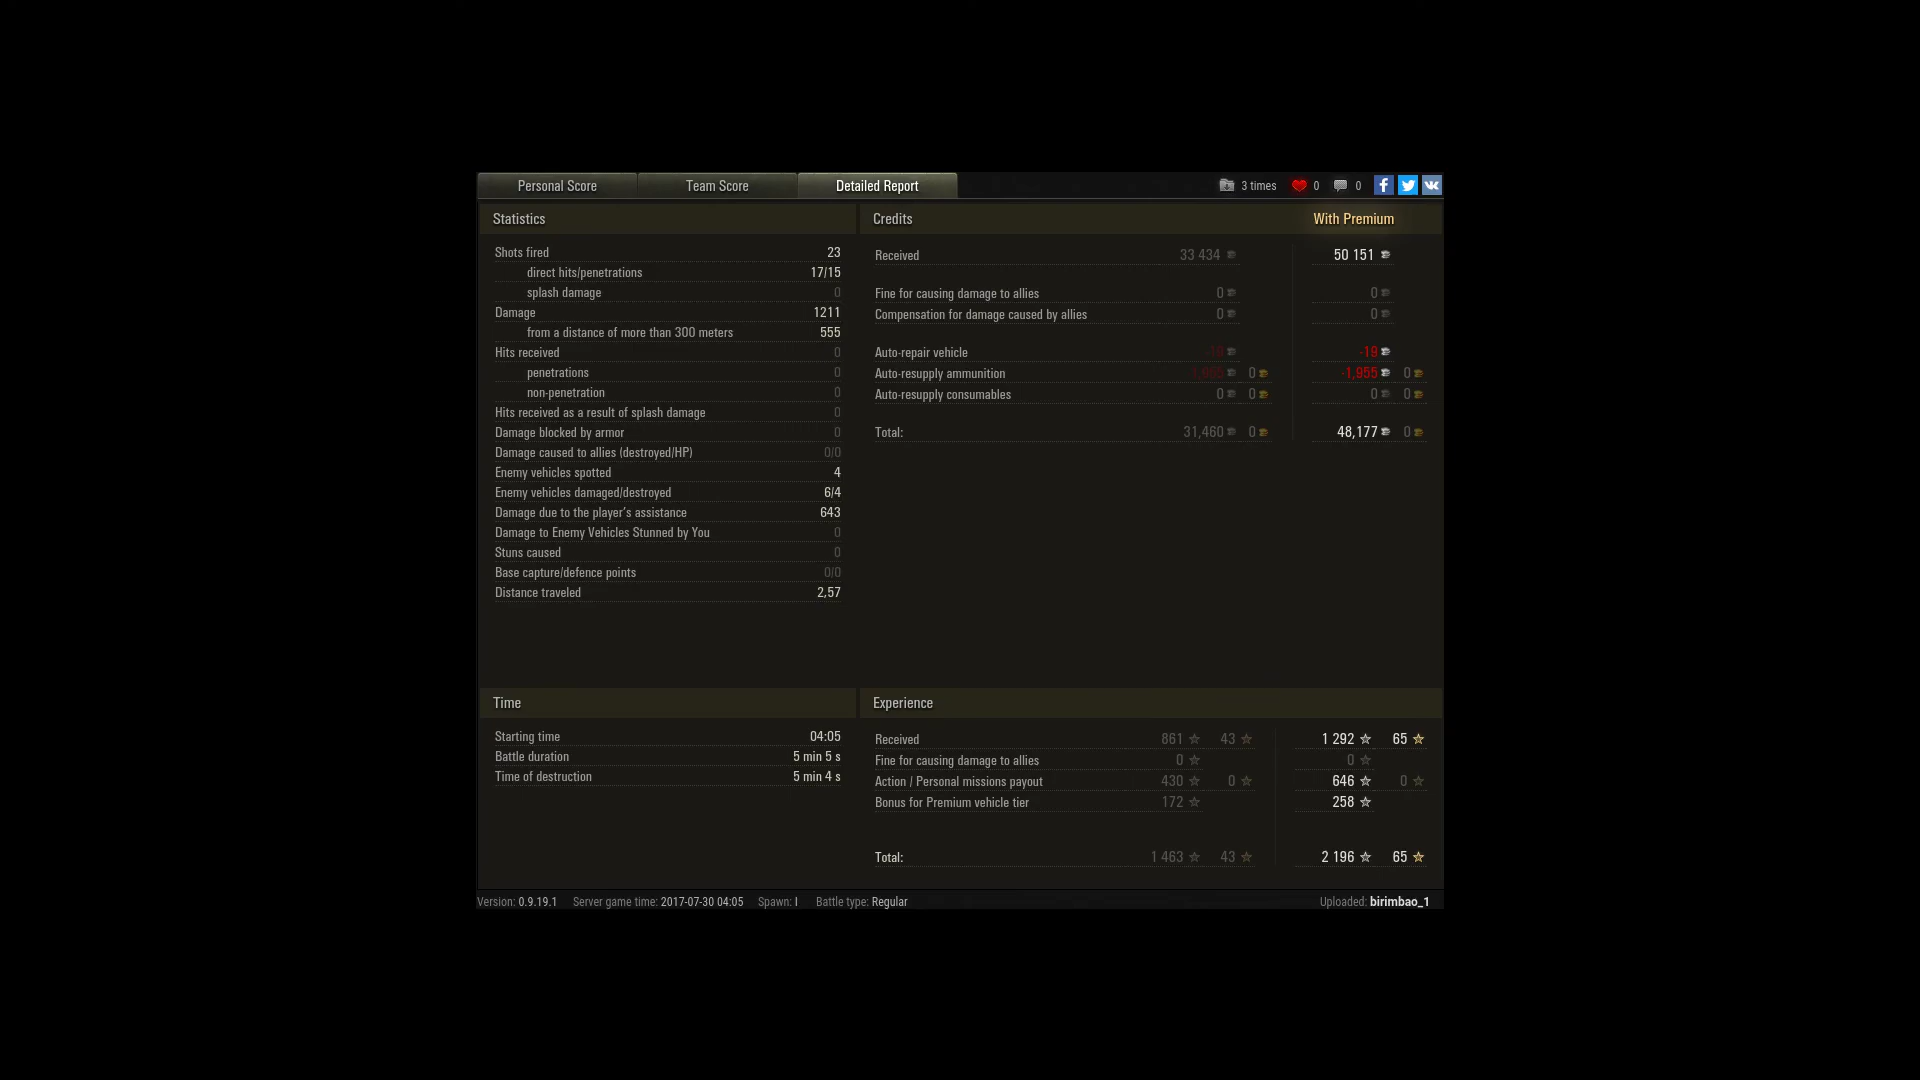 Personal Score Team Score Detailed Report 3 times 0 0
Statistics
Shots fired 23
direct hits/penetrations 17/15
splash damage 0
Damage 1211
from a distance of more than 300 meters 555
Hits received 0
penetrations 0
non-penetration 0
Hits received as a result of splash damage 0
Damage blocked by armor 0
Damage caused to allies (destroyed/HP) 0/0
Enemy vehicles spotted 4
Enemy vehicles damaged/destroyed 6/4
Damage due to the player's assistance 643
Damage to Enemy Vehicles Stunned by You 0
Stuns caused 0
Base capture/defence points 0/0
Distance traveled 2,57
Credits With Premium
Received 33 434 50 151
Fine for causing damage to allies 0 0
Compensation for damage caused by allies 0 0
Auto-repair vehicle -19 -19
Auto-resupply ammunition -1,955 0 -1,955 0
Auto-resupply consumables 0 0 0 0
Total: 31,460 0 48,177 0
Time
Starting time 04:05
Battle duration 5 min 5 s
Time of destruction 5 min 4 s
Experience
Received 861 43 1 292 65
Fine for causing damage to allies 0 0
Action / Personal missions payout 430 0 646 0
Bonus for Premium vehicle tier 172 258
Total: 1 463 43 2 196 65
Version: 0.9.19.1 Server game time: 2017-07-30 04:05 Spawn: I Battle type: Regular Uploaded: birimbao_1